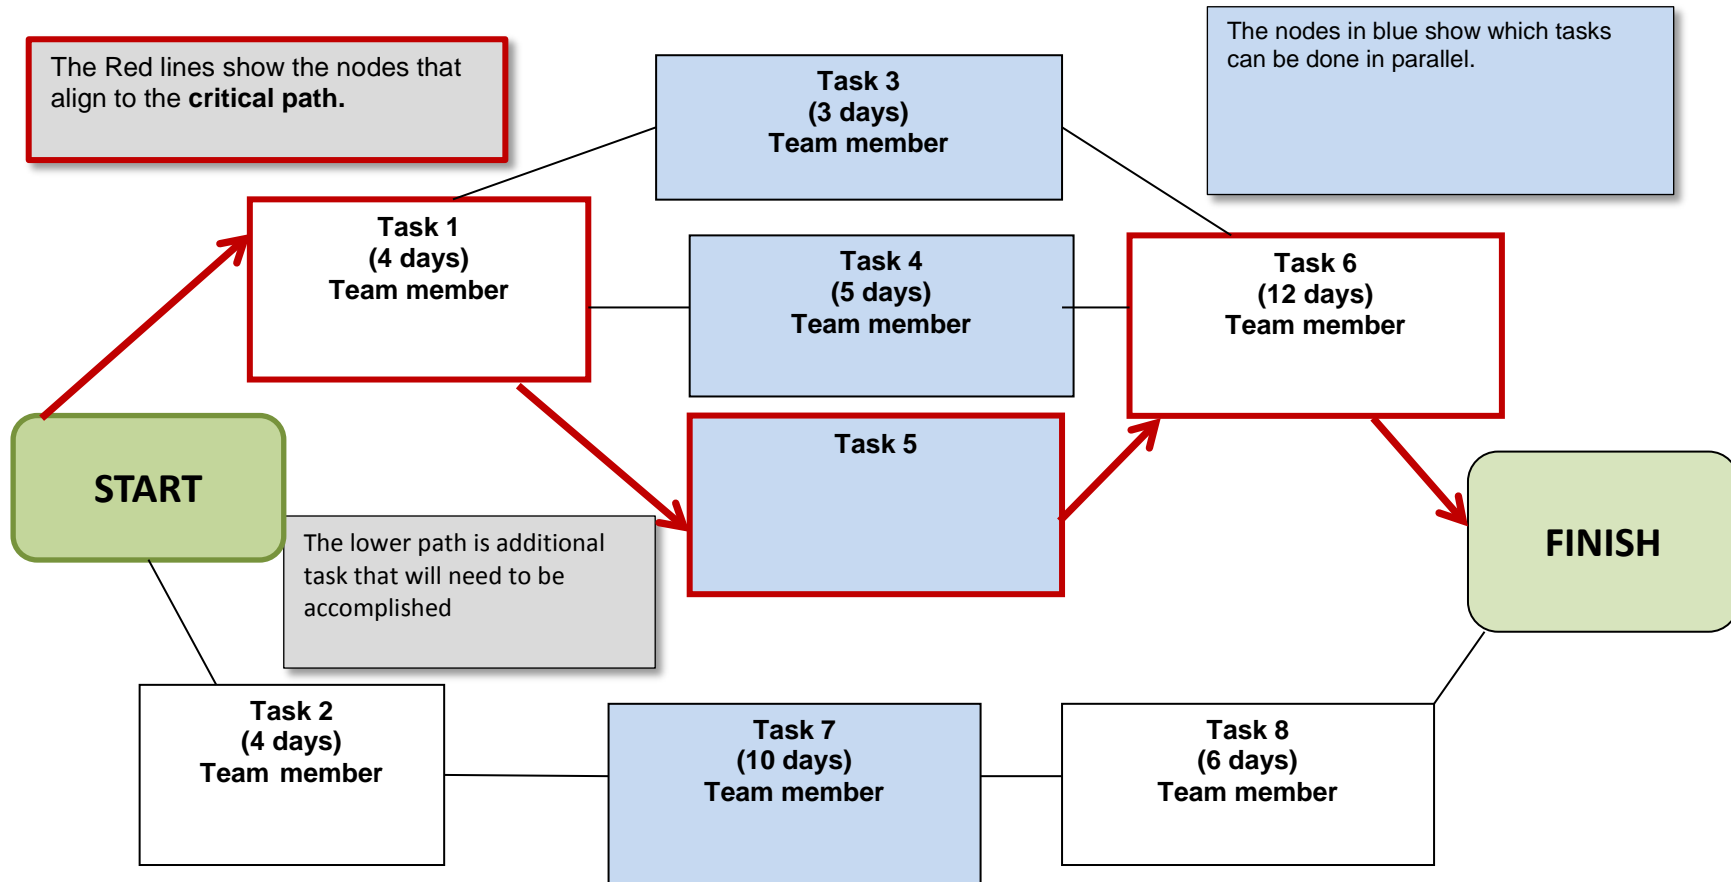 The Red lines show the nodes that
align to the critical path.
The nodes in blue show which tasks
can be done in parallel.
Task 3
(3 days)
Team member
Task 1
(4 days)
Team member
Task 4
(5 days)
Team member
Task 6
(12 days)
Team member
Task 5
START
FINISH
The lower path is additional
task that will need to be
accomplished
Task 2
(4 days)
Team member
Task 7
(10 days)
Team member
Task 8
(6 days)
Team member